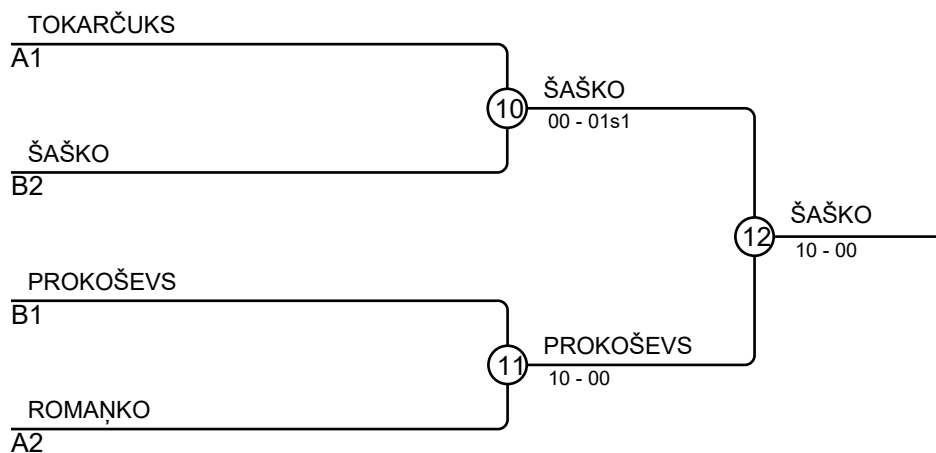 TOKARČUKS
A1
10
ŠAŠKO
00 - 01s1
ŠAŠKO
B2
12
ŠAŠKO
10 - 00
PROKOŠEVS
B1
11
PROKOŠEVS
10 - 00
ROMAŅKO
A2